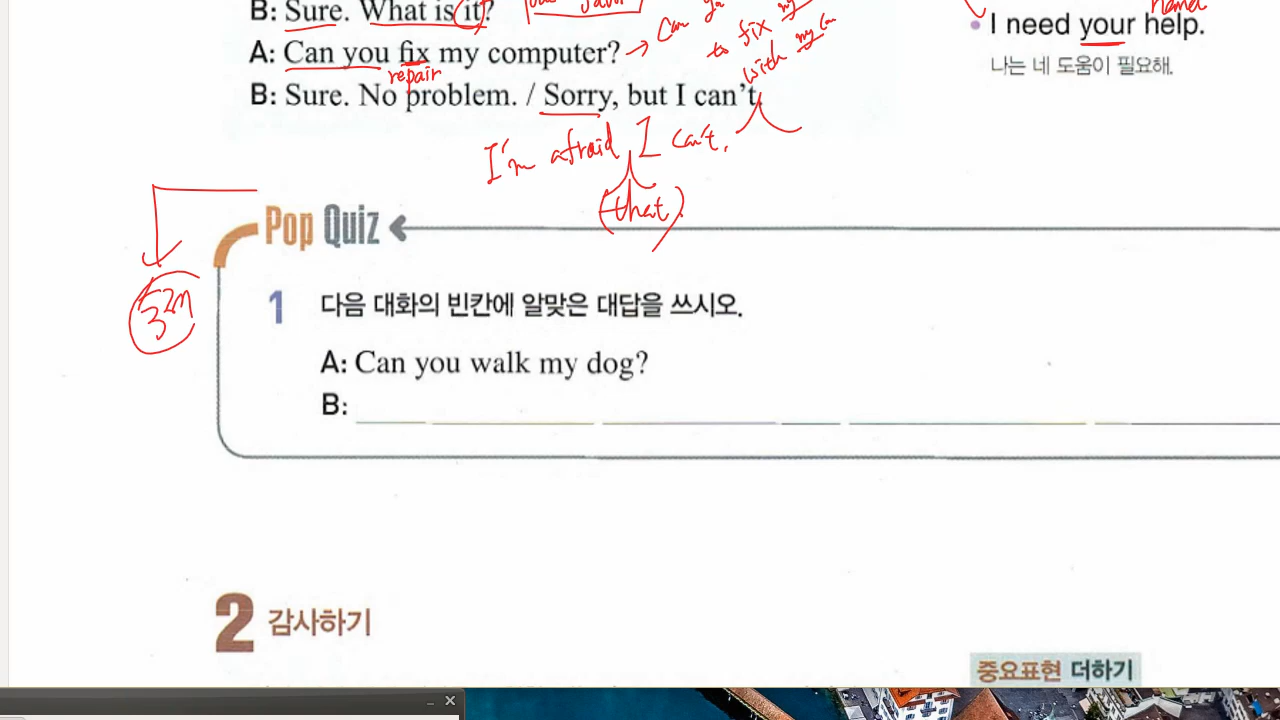 B: Sure. What is it?
A: Can you fix my computer? → Can
to fix my
with my
repair
B: Sure. No problem. / Sorry, but I can't.
I'm afraid I can't.
(that)
I need your help.
나는 네 도움이 필요해.
Pop Quiz
1 다음 대화의 빈칸에 알맞은 대답을 쓰시오.
A: Can you walk my dog?
B:
2 감사하기
중요표현 더하기